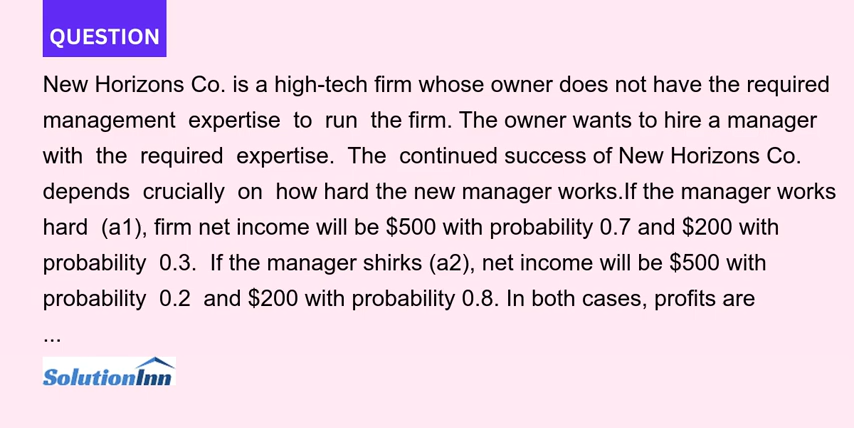 QUESTION
New Horizons Co. is a high-tech firm whose owner does not have the required
management expertise to run the firm. The owner wants to hire a manager
with the required expertise. The continued success of New Horizons Co.
depends crucially on how hard the new manager works.If the manager works
hard (a1), firm net income will be $500 with probability 0.7 and $200 with
probability 0.3. If the manager shirks (a2), net income will be $500 with
probability 0.2 and $200 with probability 0.8. In both cases, profits are
...
SolutionInn